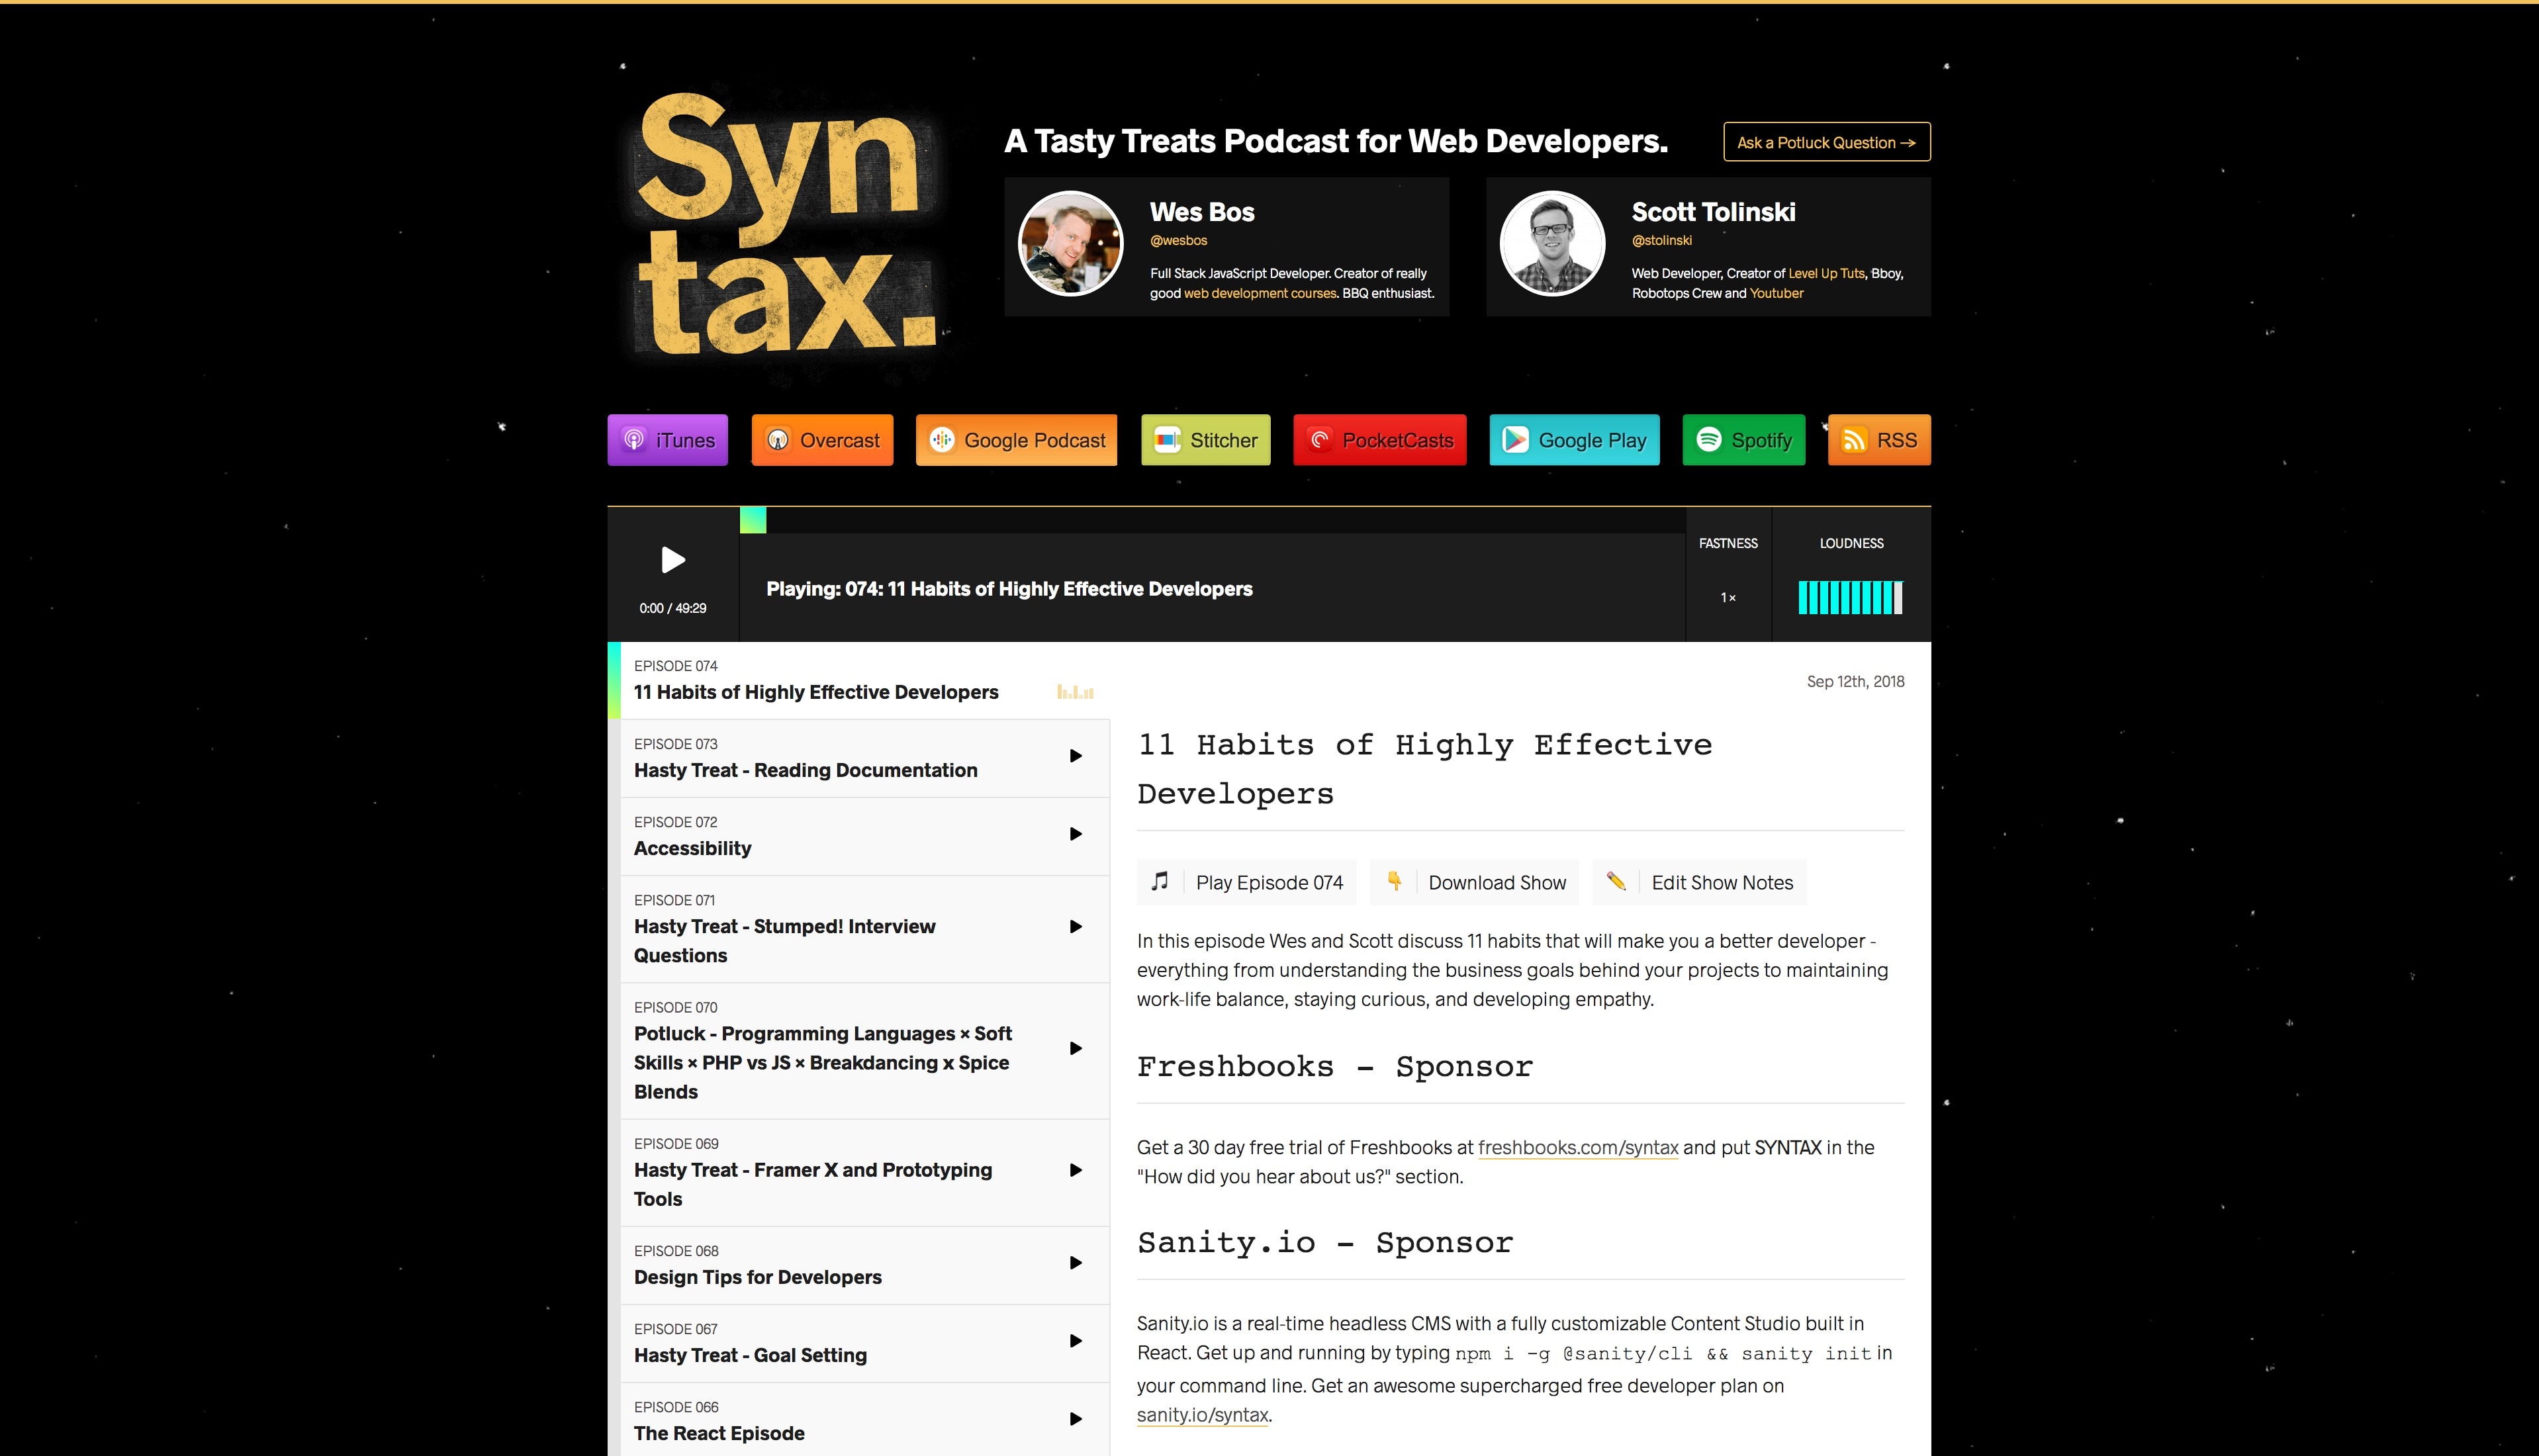 Syn
tax.
A Tasty Treats Podcast for Web Developers.
Ask a Potluck Question →
Wes Bos
@wesbos
Full Stack JavaScript Developer. Creator of really
good web development courses. BBQ enthusiast.
Scott Tolinski
@stolinski
Web Developer, Creator of Level Up Tuts, Bboy,
Robotops Crew and Youtuber
iTunes
Overcast
Google Podcast
Stitcher
PocketCasts
Google Play
Spotify
RSS
0:00 / 49:29
Playing: 074: 11 Habits of Highly Effective Developers
FASTNESS
1×
LOUDNESS
EPISODE 074
11 Habits of Highly Effective Developers
EPISODE 073
Hasty Treat - Reading Documentation
EPISODE 072
Accessibility
EPISODE 071
Hasty Treat - Stumped! Interview
Questions
EPISODE 070
Potluck - Programming Languages × Soft
Skills × PHP vs JS × Breakdancing x Spice
Blends
EPISODE 069
Hasty Treat - Framer X and Prototyping
Tools
EPISODE 068
Design Tips for Developers
EPISODE 067
Hasty Treat - Goal Setting
EPISODE 066
The React Episode
Sep 12th, 2018
11 Habits of Highly Effective
Developers
Play Episode 074
Download Show
Edit Show Notes
In this episode Wes and Scott discuss 11 habits that will make you a better developer -
everything from understanding the business goals behind your projects to maintaining
work-life balance, staying curious, and developing empathy.
Freshbooks - Sponsor
Get a 30 day free trial of Freshbooks at freshbooks.com/syntax and put SYNTAX in the
"How did you hear about us?" section.
Sanity.io - Sponsor
Sanity.io is a real-time headless CMS with a fully customizable Content Studio built in
React. Get up and running by typing npm i -g @sanity/cli && sanity init in
your command line. Get an awesome supercharged free developer plan on
sanity.io/syntax.